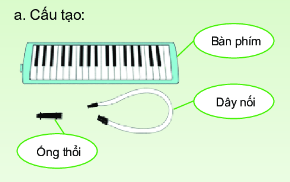 a. Cấu tạo:
Bàn phím
Dây nối
Ống thổi